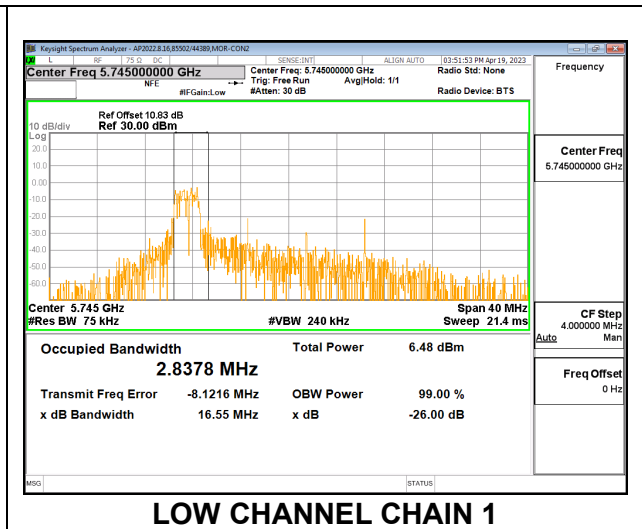 Keysight Spectrum Analyzer - AP2022.8.16,85502/44389,MOR-CON2
L RF 75 Ω DC SENSE:INT ALIGN AUTO 03:51:53 PM Apr 19, 2023
Center Freq 5.745000000 GHz Center Freq: 5.745000000 GHz Radio Std: None
NFE Trig: Free Run Avg|Hold: 1/1
#IFGain:Low #Atten: 30 dB Radio Device: BTS
Frequency
Ref Offset 10.83 dB
10 dB/div Ref 30.00 dBm
Log
20.0
10.0
0.00
-10.0
-20.0
-30.0
-40.0
-50.0
-60.0
Center Freq
5.745000000 GHz
Center 5.745 GHz Span 40 MHz
#Res BW 75 kHz #VBW 240 kHz Sweep 21.4 ms
CF Step
4.000000 MHz
Auto Man
Occupied Bandwidth Total Power 6.48 dBm
2.8378 MHz
Transmit Freq Error -8.1216 MHz OBW Power 99.00 %
x dB Bandwidth 16.55 MHz x dB -26.00 dB
Freq Offset
0 Hz
MSG STATUS
LOW CHANNEL CHAIN 1